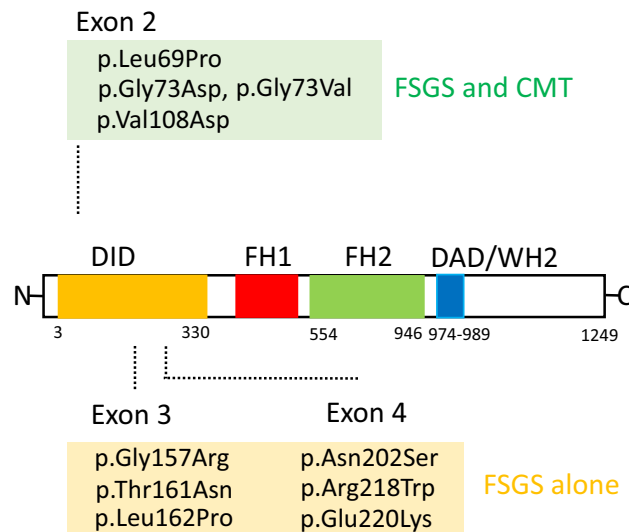 Exon 2
p.Leu69Pro
p.Gly73Asp, p.Gly73Val
p.Val108Asp
FSGS and CMT
DID FH1 FH2 DAD/WH2
N C
3 330 554 946 974-989 1249
Exon 3 Exon 4
p.Gly157Arg p.Asn202Ser
p.Thr161Asn p.Arg218Trp
p.Leu162Pro p.Glu220Lys
FSGS alone